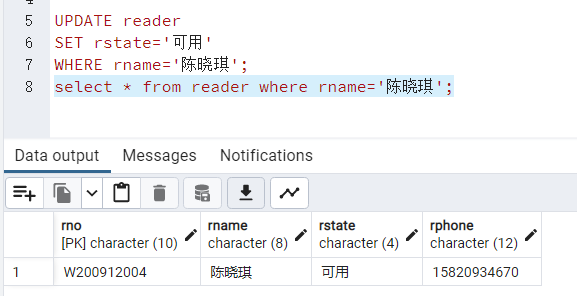 5 UPDATE reader
6 SET rstate='可用'
7 WHERE rname='陈晓琪';
8 select * from reader where rname='陈晓琪';
Data output Messages Notifications
rno rname rstate rphone
[PK] character (10) character (8) character (4) character (12)
1 W200912004 陈晓琪 可用 15820934670